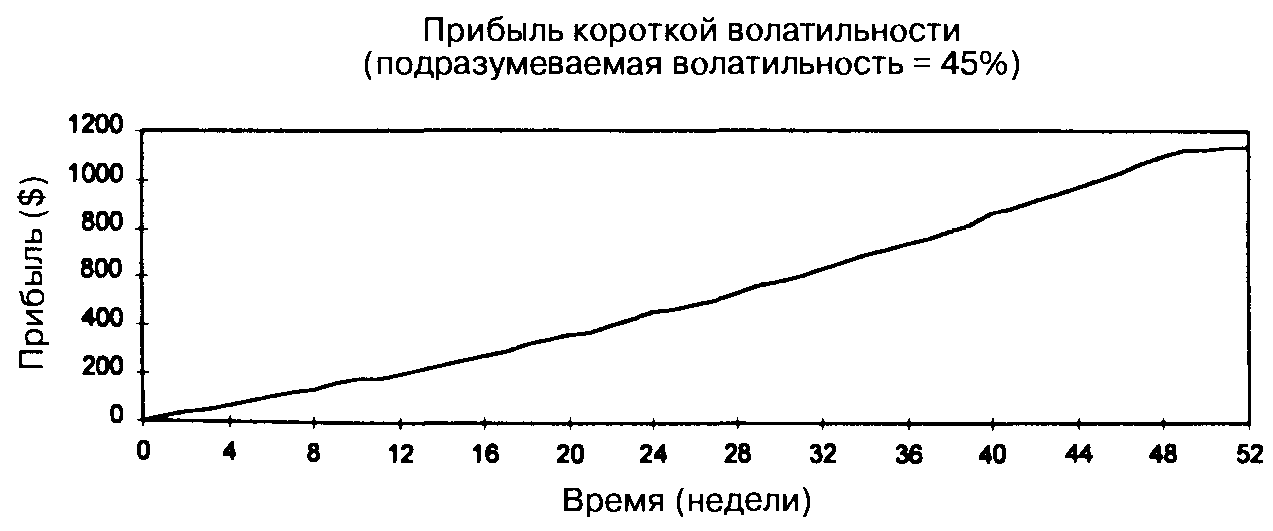 Прибыль короткой волатильности
(подразумеваемая волатильность = 45%)
1200
1000
800
600
400
200
0
Прибыль ($)
0 4 8 12 16 20 24 28 32 36 40 44 48 52
Время (недели)